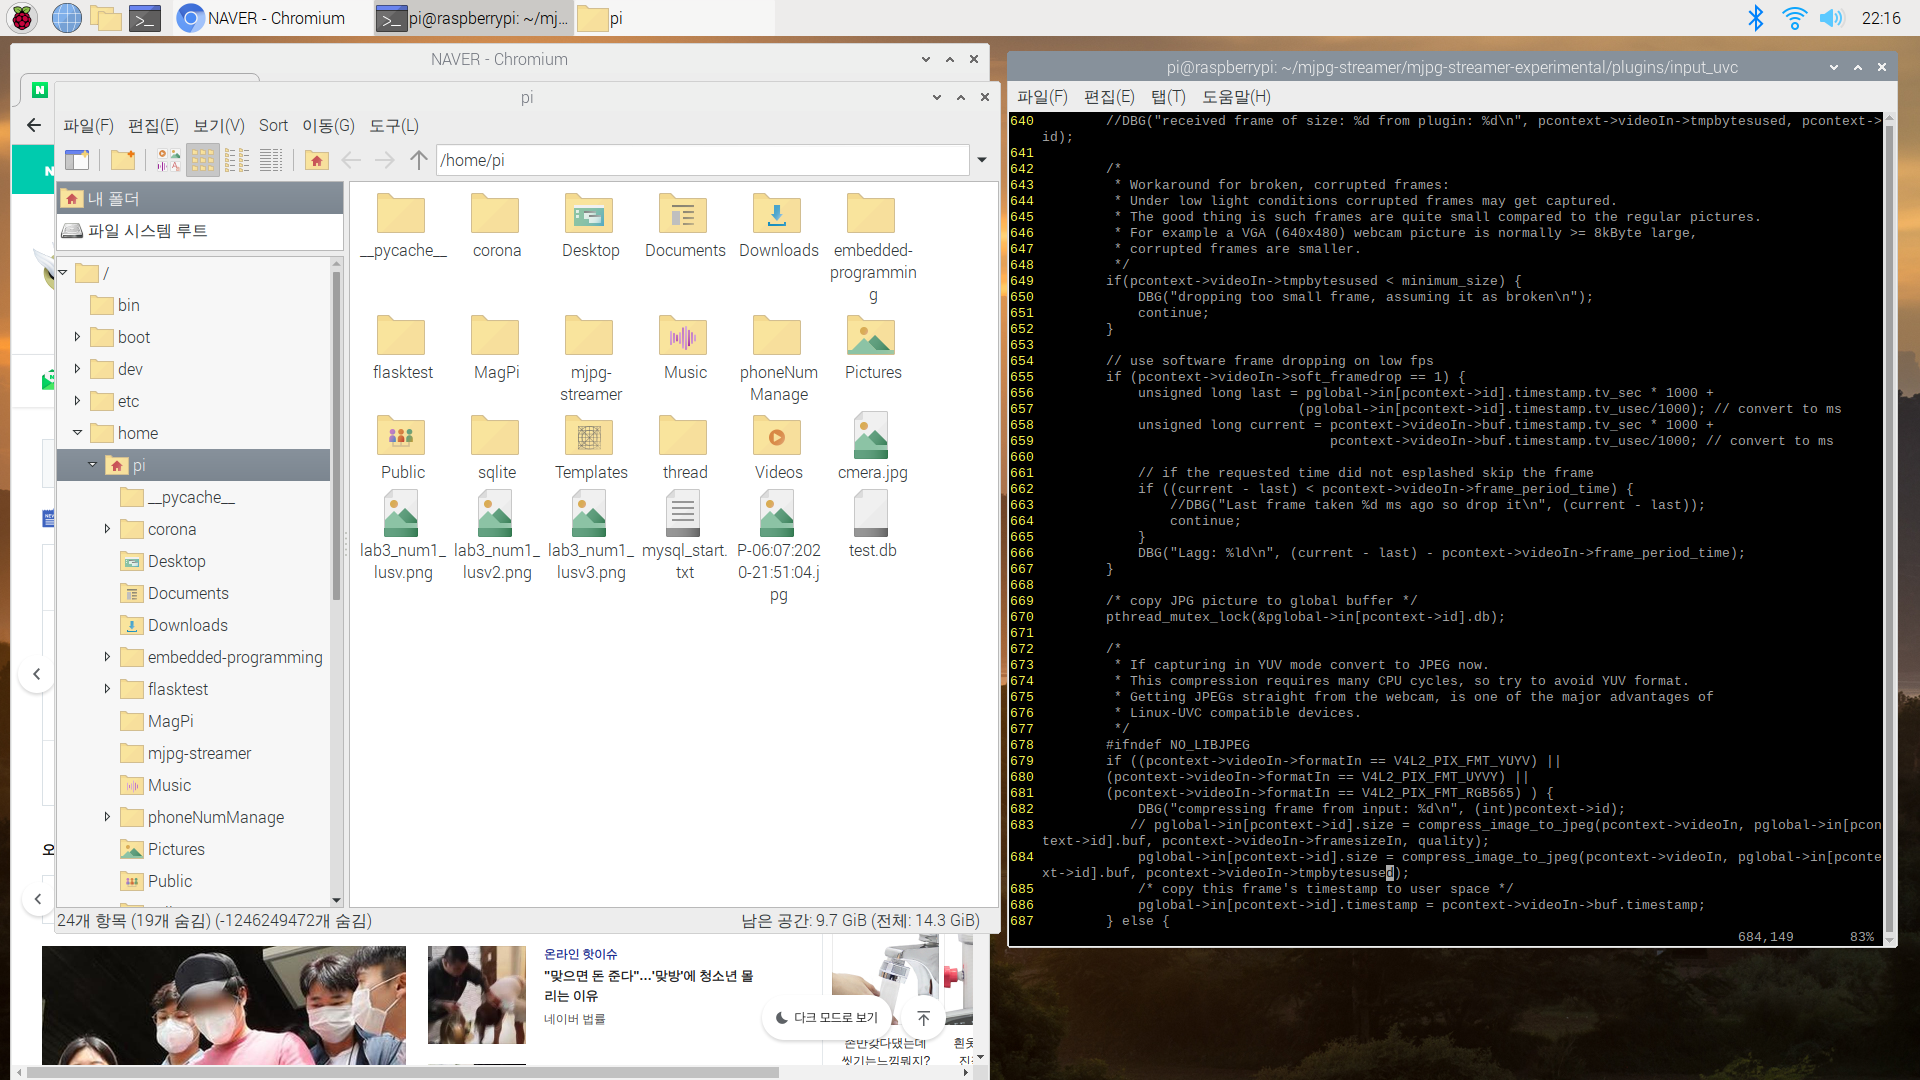 NAVER - Chromium
pi@raspberrypi: ~/mj...
pi
22:16
NAVER - Chromium
pi
파일(F) 편집(E) 보기(V) Sort 이동(G) 도구(L)
/home/pi
내 폴더
파일 시스템 루트
/
bin
boot
dev
etc
home
pi
__pycache__
corona
Desktop
Documents
Downloads
embedded-programming
flasktest
MagPi
mjpg-streamer
Music
phoneNumManage
Pictures
Public
__pycache__ corona Desktop Documents Downloads embedded-
programmin
g
flasktest MagPi mjpg- Music phoneNum Pictures
streamer Manage
Public sqlite Templates thread Videos cmera.jpg
lab3_num1_ lab3_num1_ lab3_num1_ mysql_start. P-06:07:202 test.db
lusv.png lusv2.png lusv3.png txt 0-21:51:04.j
pg
24개 항목 (19개 숨김) (-1246249472개 숨김)
남은 공간: 9.7 GiB (전체: 14.3 GiB)
온라인 핫이슈
"맞으면 돈 준다"…'맞방'에 청소년 몰
리는 이유
네이버 법률
다크 모드로 보기
손만갖다댔는데
씻기는느낌뭐지?
pi@raspberrypi: ~/mjpg-streamer/mjpg-streamer-experimental/plugins/input_uvc
파일(F) 편집(E) 탭(T) 도움말(H)
640 //DBG("received frame of size: %d from plugin: %d\n", pcontext->videoIn->tmpbytesused, pcontext->
id);
641
642 /*
643 * Workaround for broken, corrupted frames:
644 * Under low light conditions corrupted frames may get captured.
645 * The good thing is such frames are quite small compared to the regular pictures.
646 * For example a VGA (640x480) webcam picture is normally >= 8kByte large,
647 * corrupted frames are smaller.
648 */
649 if(pcontext->videoIn->tmpbytesused < minimum_size) {
650 DBG("dropping too small frame, assuming it as broken\n");
651 continue;
652 }
653
654 // use software frame dropping on low fps
655 if (pcontext->videoIn->soft_framedrop == 1) {
656 unsigned long last = pglobal->in[pcontext->id].timestamp.tv_sec * 1000 +
657 (pglobal->in[pcontext->id].timestamp.tv_usec/1000); // convert to ms
658 unsigned long current = pcontext->videoIn->buf.timestamp.tv_sec * 1000 +
659 pcontext->videoIn->buf.timestamp.tv_usec/1000; // convert to ms
660
661 // if the requested time did not esplashed skip the frame
662 if ((current - last) < pcontext->videoIn->frame_period_time) {
663 //DBG("Last frame taken %d ms ago so drop it\n", (current - last));
664 continue;
665 }
666 DBG("Lagg: %ld\n", (current - last) - pcontext->videoIn->frame_period_time);
667 }
668
669 /* copy JPG picture to global buffer */
670 pthread_mutex_lock(&pglobal->in[pcontext->id].db);
671
672 /*
673 * If capturing in YUV mode convert to JPEG now.
674 * This compression requires many CPU cycles, so try to avoid YUV format.
675 * Getting JPEGs straight from the webcam, is one of the major advantages of
676 * Linux-UVC compatible devices.
677 */
678 #ifndef NO_LIBJPEG
679 if ((pcontext->videoIn->formatIn == V4L2_PIX_FMT_YUYV) ||
680 (pcontext->videoIn->formatIn == V4L2_PIX_FMT_UYVY) ||
681 (pcontext->videoIn->formatIn == V4L2_PIX_FMT_RGB565) ) {
682 DBG("compressing frame from input: %d\n", (int)pcontext->id);
683 // pglobal->in[pcontext->id].size = compress_image_to_jpeg(pcontext->videoIn, pglobal->in[pcon
text->id].buf, pcontext->videoIn->framesizeIn, quality);
684 pglobal->in[pcontext->id].size = compress_image_to_jpeg(pcontext->videoIn, pglobal->in[pconte
xt->id].buf, pcontext->videoIn->tmpbytesused);
685 /* copy this frame's timestamp to user space */
686 pglobal->in[pcontext->id].timestamp = pcontext->videoIn->buf.timestamp;
687 } else {
684,149 83%